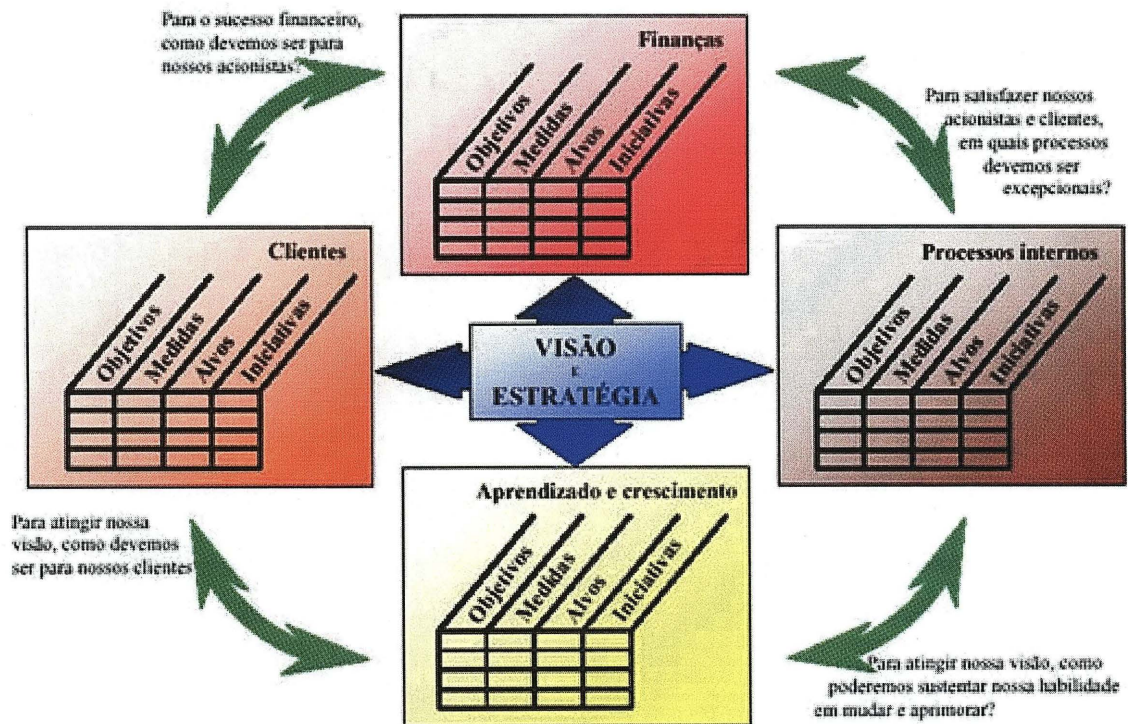 Para o sucesso financeiro,
como devemos ser para
nossos acionistas?
Finanças
Objetivos
Medidas
Alvos
Iniciativas
Para satisfazer nossos
acionistas e clientes,
em quais processos
devemos ser
excepcionais?
Clientes
Objetivos
Medidas
Alvos
Iniciativas
VISÃO
E
ESTRATÉGIA
Processos internos
Objetivos
Medidas
Alvos
Iniciativas
Para atingir nossa
visão, como devemos
ser para nossos clientes
Aprendizado e crescimento
Objetivos
Medidas
Alvos
Iniciativas
Para atingir nossa visão, como
poderemos sustentar nossa habilidade
em mudar e aprimorar?